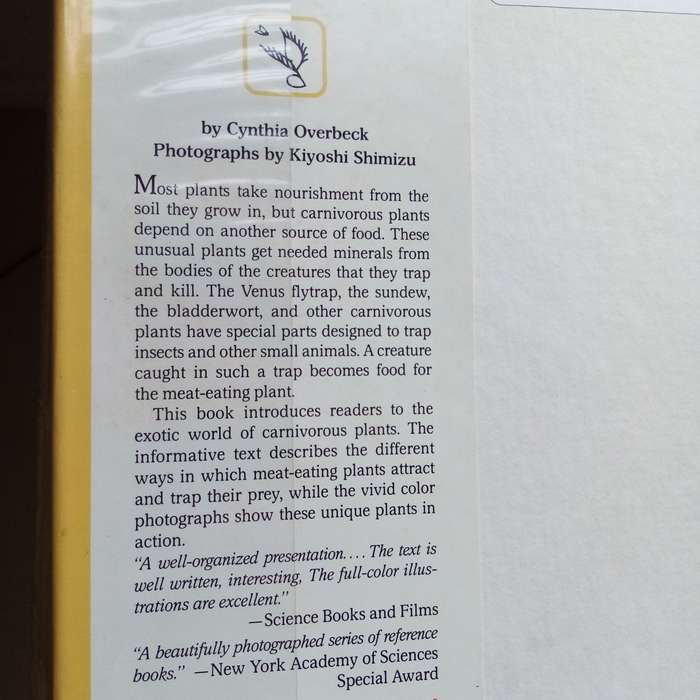 by Cynthia Overbeck
Photographs by Kiyoshi Shimizu
Most plants take nourishment from the
soil they grow in, but carnivorous plants
depend on another source of food. These
unusual plants get needed minerals from
the bodies of the creatures that they trap
and kill. The Venus flytrap, the sundew,
the bladderwort, and other carnivorous
plants have special parts designed to trap
insects and other small animals. A creature
caught in such a trap becomes food for
the meat-eating plant.
This book introduces readers to the
exotic world of carnivorous plants. The
informative text describes the different
ways in which meat-eating plants attract
and trap their prey, while the vivid color
photographs show these unique plants in
action.
“A well-organized presentation.... The text is
well written, interesting, The full-color illus-
trations are excellent.”
—Science Books and Films
“A beautifully photographed series of reference
books.” —New York Academy of Sciences
Special Award